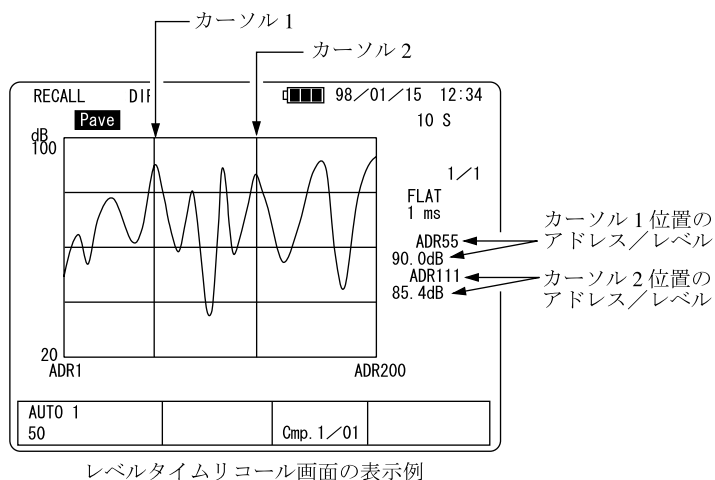 カーソル 1
カーソル 2
RECALL DIF 98/01/15 12:34
Pave 10 S
dB
100
1/1
FLAT
1 ms
ADR55
90.0dB
ADR111
85.4dB
カーソル 1 位置の
アドレス／レベル
カーソル 2 位置の
アドレス／レベル
20
ADR1 ADR200
AUTO 1
50 Cmp.1/01
レベルタイムリコール画面の表示例